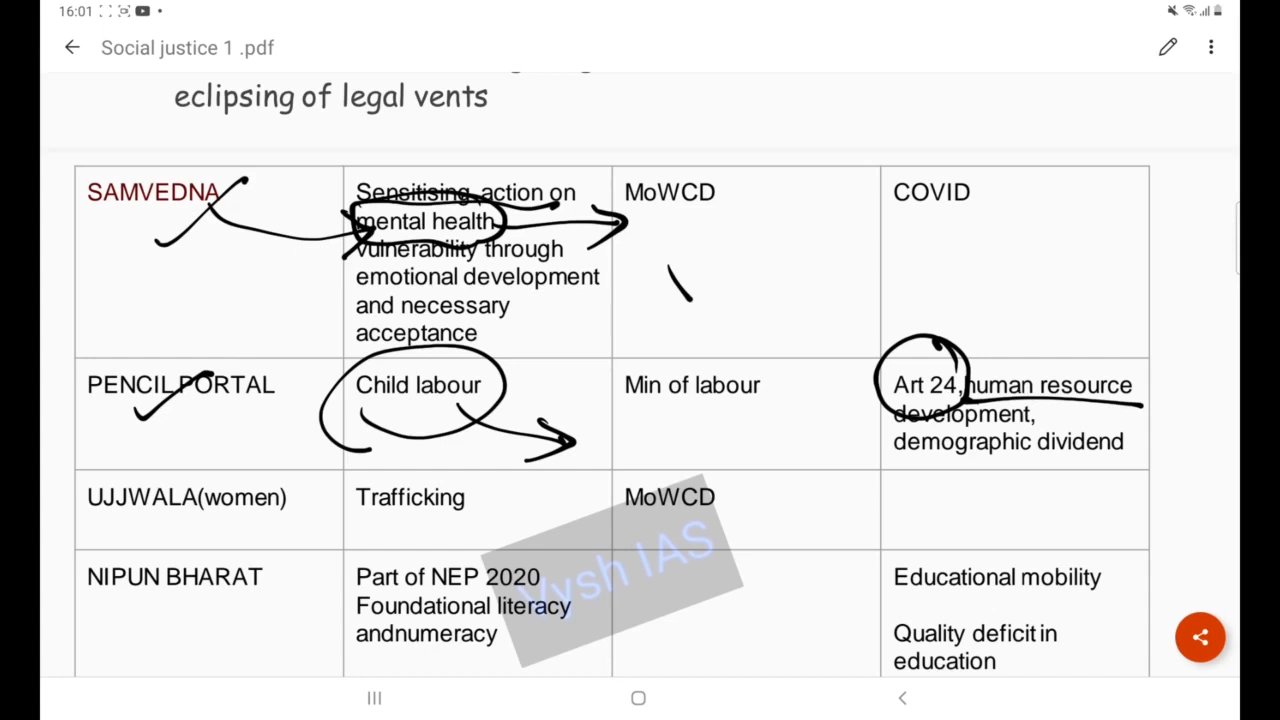 16:01
Social justice 1 .pdf
eclipsing of legal vents
SAMVEDNA
Sensitising action on
mental health
vulnerability through
emotional development
and necessary
acceptance
MoWCD
COVID
PENCIL PORTAL
Child labour
Min of labour
Art 24,human resource
development,
demographic dividend
UJJWALA(women)
Trafficking
MoWCD
NIPUN BHARAT
Part of NEP 2020
Foundational literacy
andnumeracy
Educational mobility
Quality deficit in
education
Vysh IAS